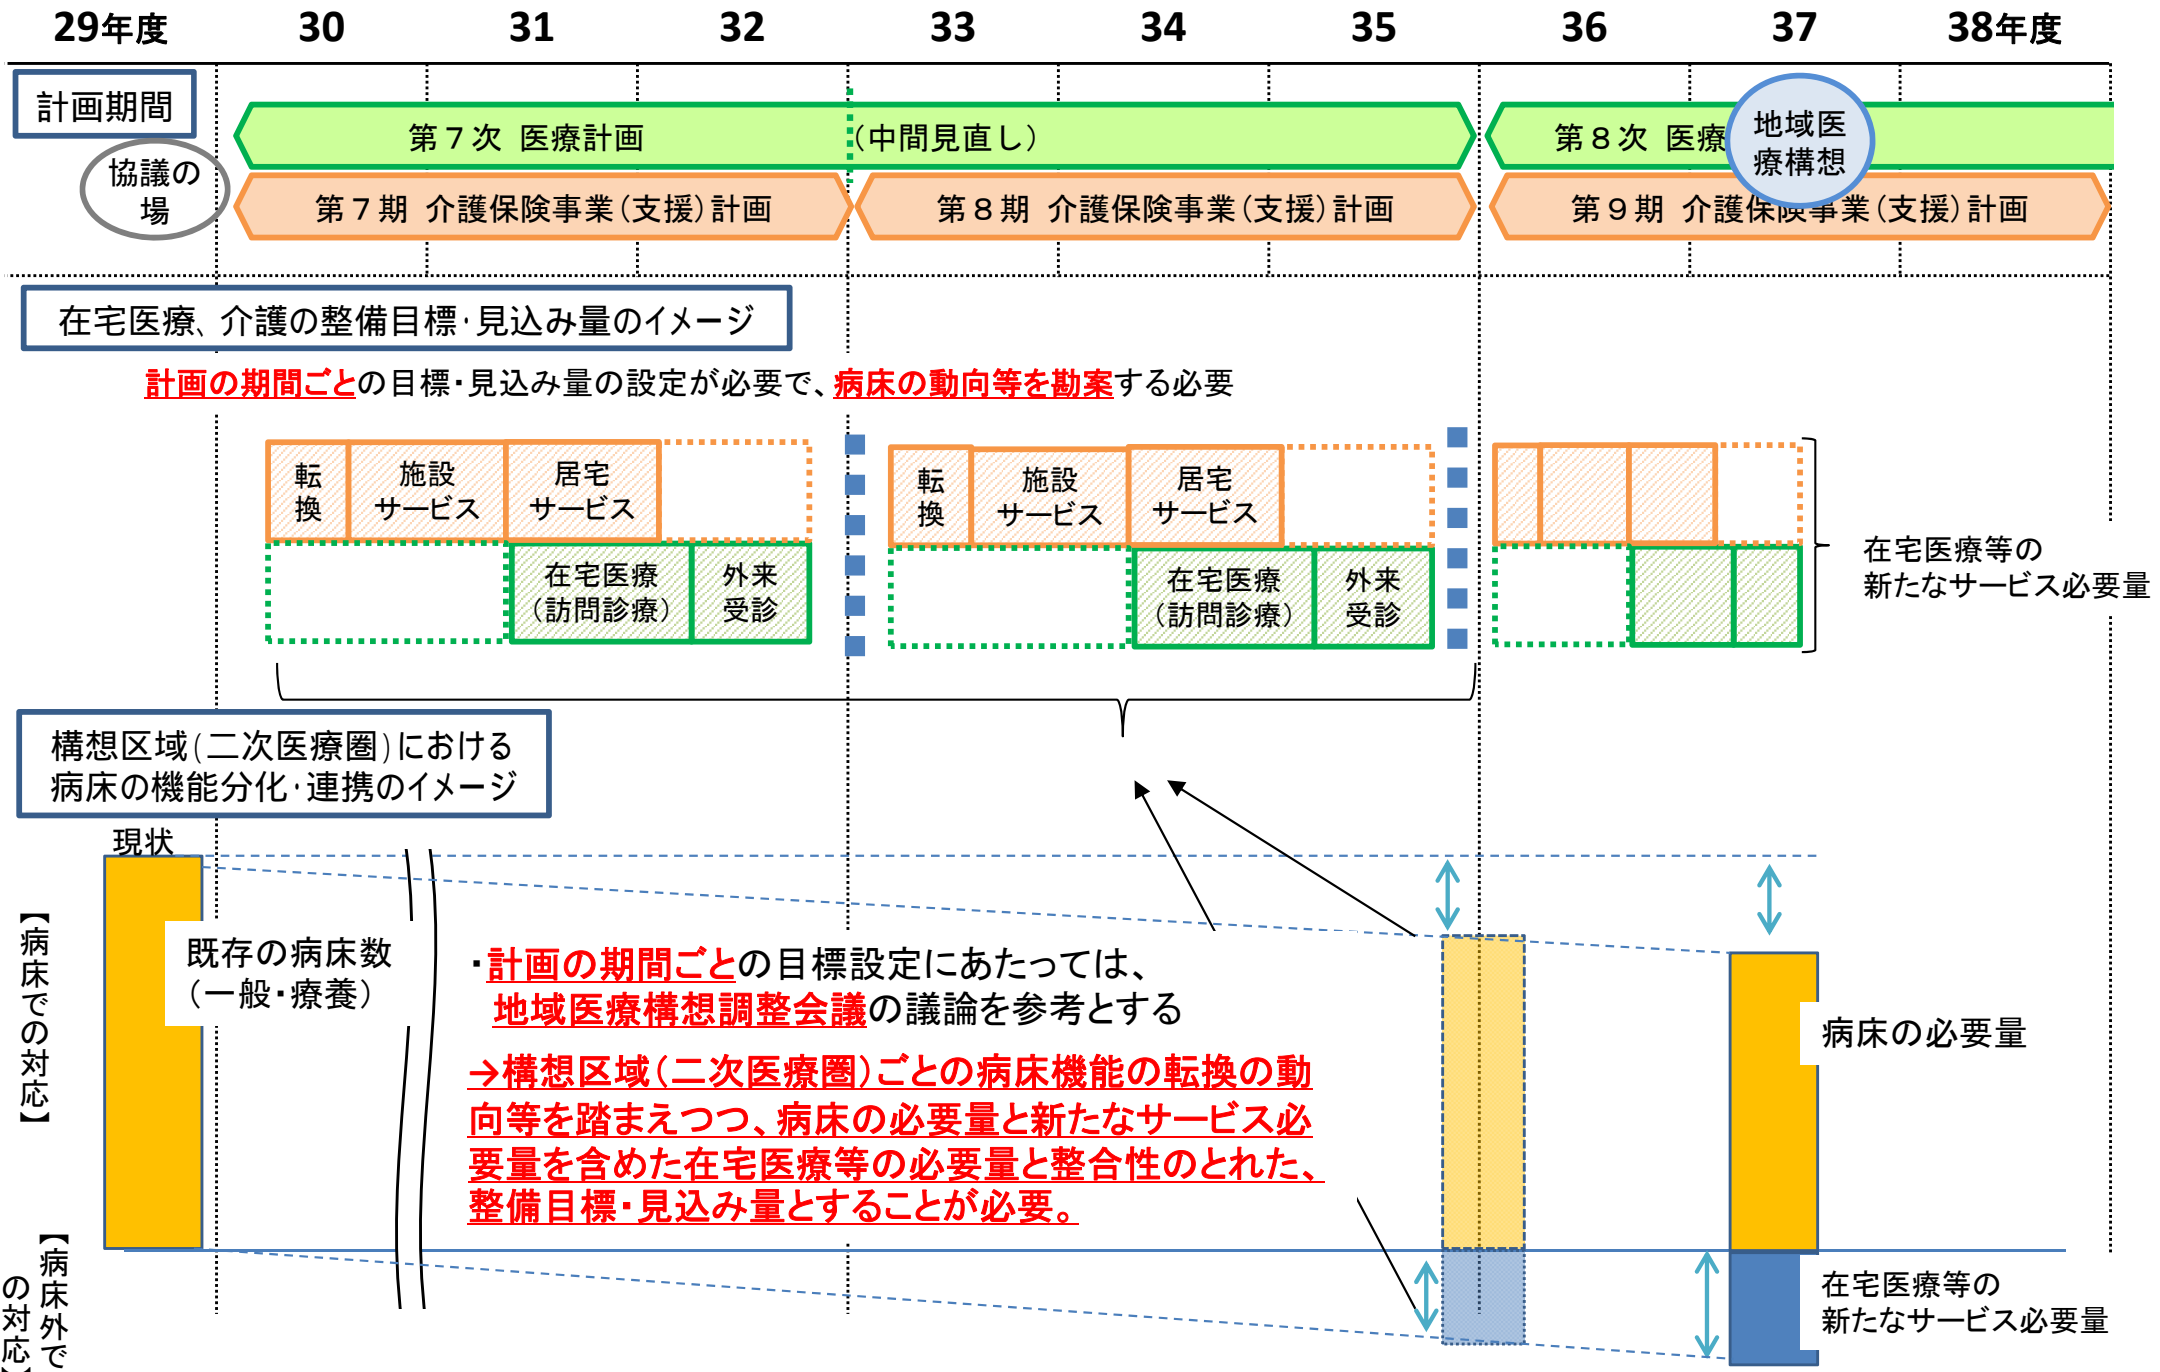 29年度 30 31 32 33 34 35 36 37 38年度
計画期間
協議の
場
第７次 医療計画 （中間見直し）
第８次 医療
地域医
療構想
第７期 介護保険事業（支援）計画
第８期 介護保険事業（支援）計画
第９期 介護保険事業（支援）計画
在宅医療、介護の整備目標・見込み量のイメージ
計画の期間ごとの目標・見込み量の設定が必要で、病床の動向等を勘案する必要
転
換
施設
サービス
居宅
サービス
在宅医療
（訪問診療）
外来
受診
転
換
施設
サービス
居宅
サービス
在宅医療
（訪問診療）
外来
受診
在宅医療等の
新たなサービス必要量
構想区域（二次医療圏）における
病床の機能分化・連携のイメージ
現状
【病床での対応】
既存の病床数
（一般・療養）
・計画の期間ごとの目標設定にあたっては、
地域医療構想調整会議の議論を参考とする
→構想区域（二次医療圏）ごとの病床機能の転換の動
向等を踏まえつつ、病床の必要量と新たなサービス必
要量を含めた在宅医療等の必要量と整合性のとれた、
整備目標・見込み量とすることが必要。
病床の必要量
【病床外で
の対応】
在宅医療等の
新たなサービス必要量